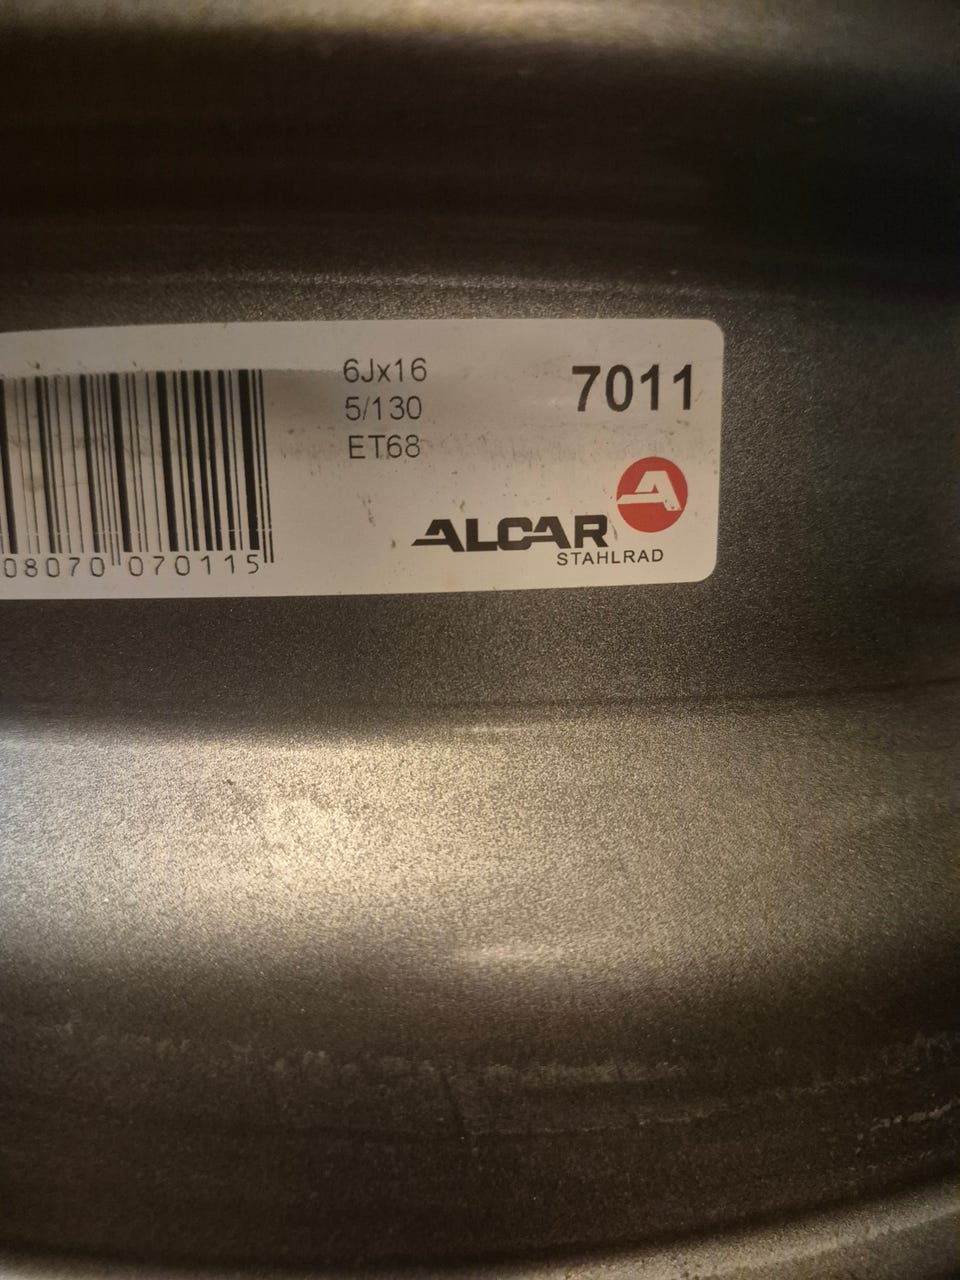 6Jx16
5/130
ET68
7011
ALCAR
STAHLRAD
08070 070115